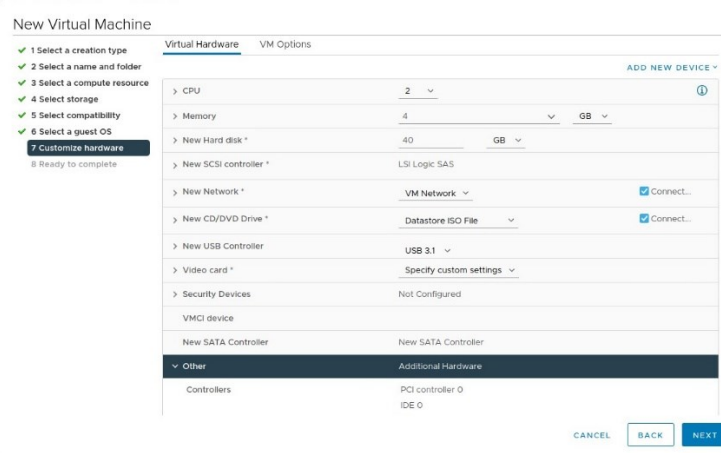 New Virtual Machine
1 Select a creation type
2 Select a name and folder
3 Select a compute resource
4 Select storage
5 Select compatibility
6 Select a guest OS
7 Customize hardware
8 Ready to complete
Virtual Hardware VM Options
ADD NEW DEVICE
CPU 2
Memory 4 GB
New Hard disk * 40 GB
New SCSI controller * LSI Logic SAS
New Network * VM Network Connect...
New CD/DVD Drive * Datastore ISO File Connect...
New USB Controller USB 3.1
Video card * Specify custom settings
Security Devices Not Configured
VMCI device
New SATA Controller New SATA Controller
Other Additional Hardware
Controllers PCI controller 0
IDE 0
CANCEL BACK NEXT